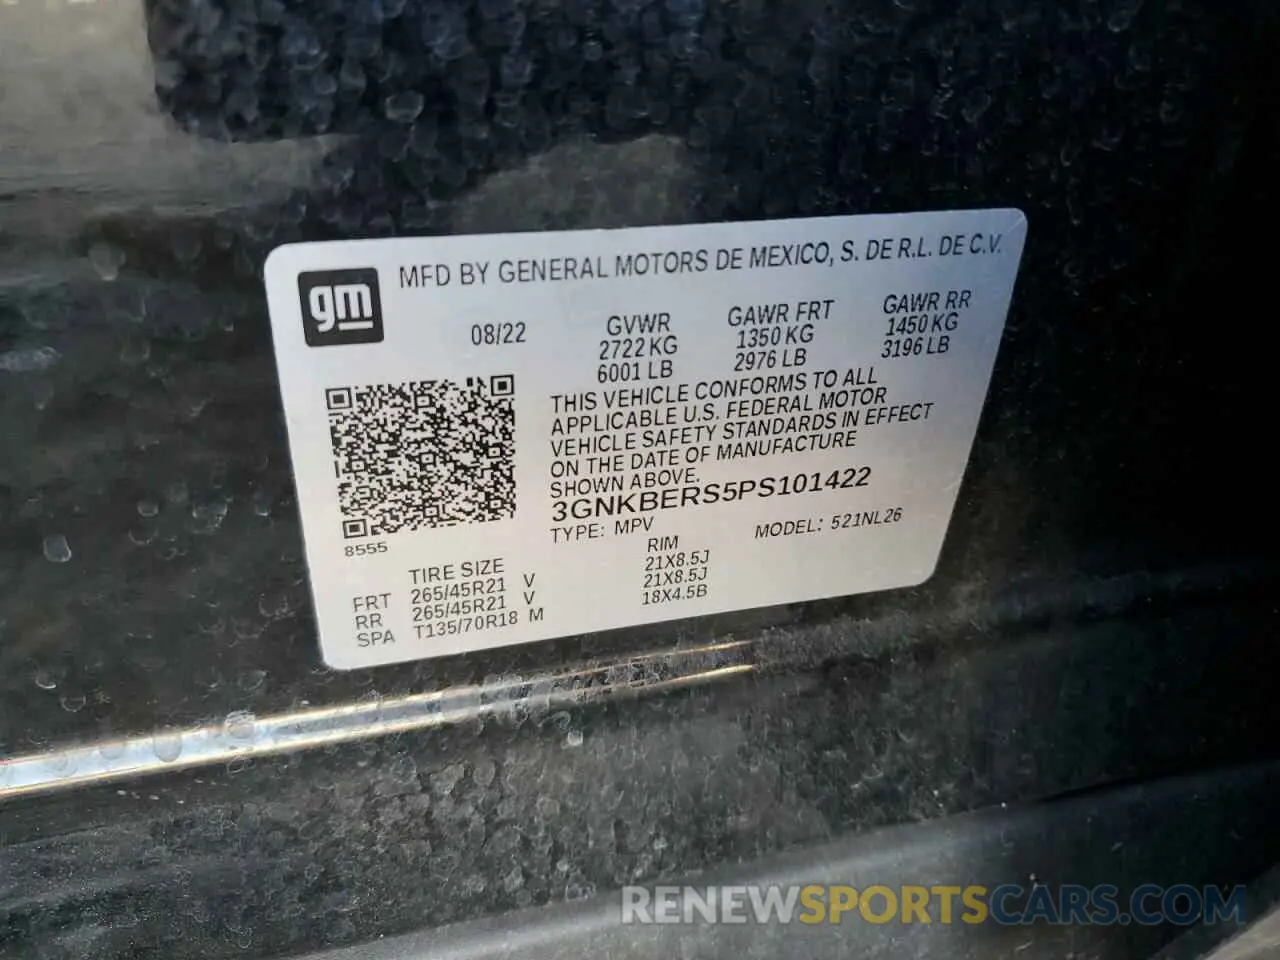 gm
MFD BY GENERAL MOTORS DE MEXICO, S. DE R.L. DE C.V.
08/22
GVWR
2722 KG
6001 LB
GAWR FRT
1350 KG
2976 LB
GAWR RR
1450 KG
3196 LB
THIS VEHICLE CONFORMS TO ALL
APPLICABLE U.S. FEDERAL MOTOR
VEHICLE SAFETY STANDARDS IN EFFECT
ON THE DATE OF MANUFACTURE
SHOWN ABOVE.
3GNKBERS5PS101422
TYPE: MPV
MODEL: 521NL26
8555
TIRE SIZE RIM
FRT 265/45R21 V 21X8.5J
RR 265/45R21 V 21X8.5J
SPA T135/70R18 M 18X4.5B
RENEWSPORTSCARS.COM